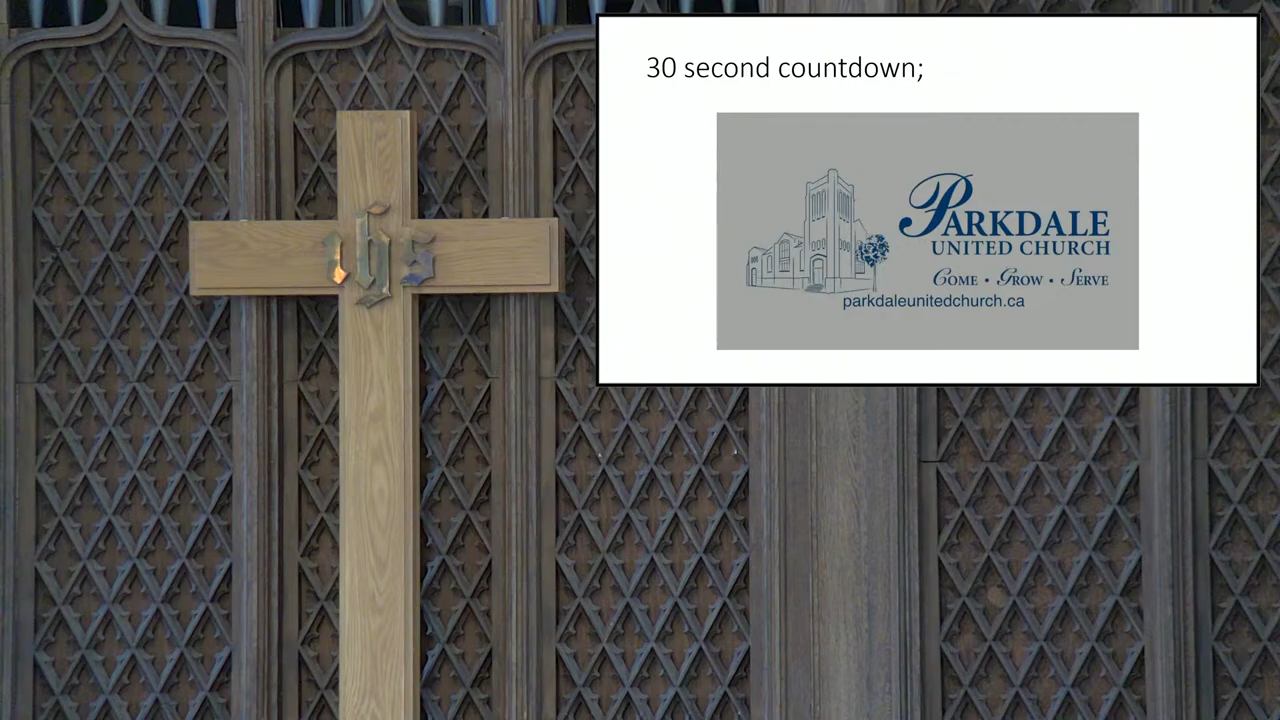 ihs
30 second countdown;
PARKDALE
UNITED CHURCH
COME • GROW • SERVE
parkdaleunitedchurch.ca